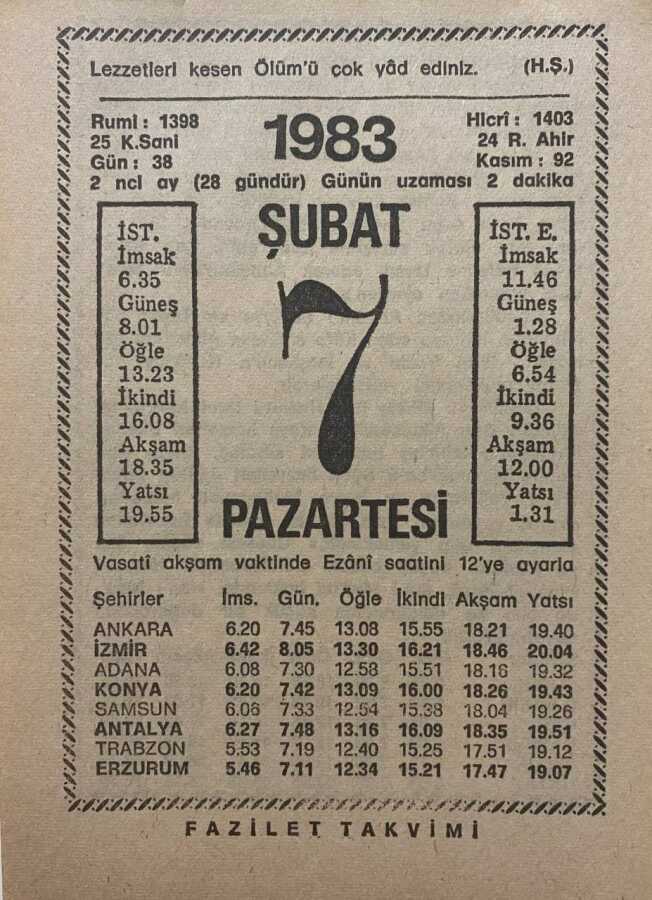 Lezzetleri kesen Ölüm'ü çok yâd ediniz. (H.Ş.)
Rumi : 1398
25 K.Sani
Gün : 38
1983
Hicrî : 1403
24 R. Ahir
Kasım : 92
2 nci ay (28 gündür) Günün uzaması 2 dakika
İST.
İmsak
6.35
Güneş
8.01
Öğle
13.23
İkindi
16.08
Akşam
18.35
Yatsı
19.55
ŞUBAT
7
PAZARTESİ
İST. E.
İmsak
11.46
Güneş
1.28
Öğle
6.54
İkindi
9.36
Akşam
12.00
Yatsı
1.31
Vasatî akşam vaktinde Ezânî saatini 12'ye ayarla
Şehirler İms. Gün. Öğle İkindi Akşam Yatsı
ANKARA 6.20 7.45 13.08 15.55 18.21 19.40
İZMİR 6.42 8.05 13.30 16.21 18.46 20.04
ADANA 6.08 7.30 12.58 15.51 18.16 19.32
KONYA 6.20 7.42 13.09 16.00 18.26 19.43
SAMSUN 6.06 7.33 12.54 15.38 18.04 19.26
ANTALYA 6.27 7.48 13.16 16.09 18.35 19.51
TRABZON 5.53 7.19 12.40 15.25 17.51 19.12
ERZURUM 5.46 7.11 12.34 15.21 17.47 19.07
FAZİLET TAKVİMİ